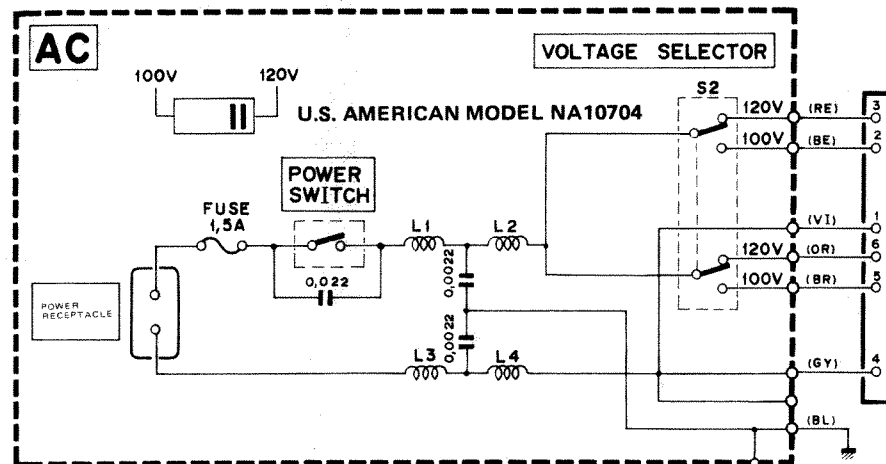 AC
VOLTAGE SELECTOR
100V 120V
S2
U.S. AMERICAN MODEL NA10704
120V (RE) 3
100V (BE) 2
POWER
SWITCH
FUSE
1,5A
L1 L2
(VI) 1
120V (OR) 6
100V (BR) 5
0,022
0,0022
POWER
RECEPTACLE
0,0022
L3 L4
(GY) 4
(BL)